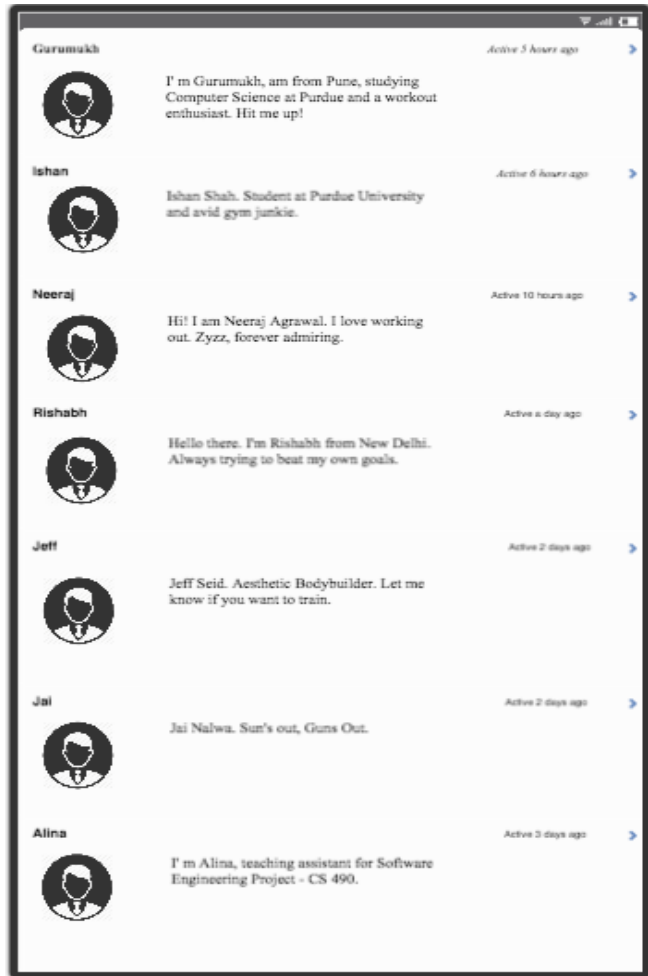 Gurumukh
Active 5 hours ago
I' m Gurumukh, am from Pune, studying
Computer Science at Purdue and a workout
enthusiast. Hit me up!
Ishan
Active 6 hours ago
Ishan Shah. Student at Purdue University
and avid gym junkie.
Neeraj
Active 10 hours ago
Hi! I am Neeraj Agrawal. I love working
out. Zyzz, forever admiring.
Rishabh
Active a day ago
Hello there. I'm Rishabh from New Delhi.
Always trying to beat my own goals.
Jeff
Active 2 days ago
Jeff Seid. Aesthetic Bodybuilder. Let me
know if you want to train.
Jai
Active 2 days ago
Jai Nalwa. Sun's out, Guns Out.
Alina
Active 3 days ago
I' m Alina, teaching assistant for Software
Engineering Project - CS 490.